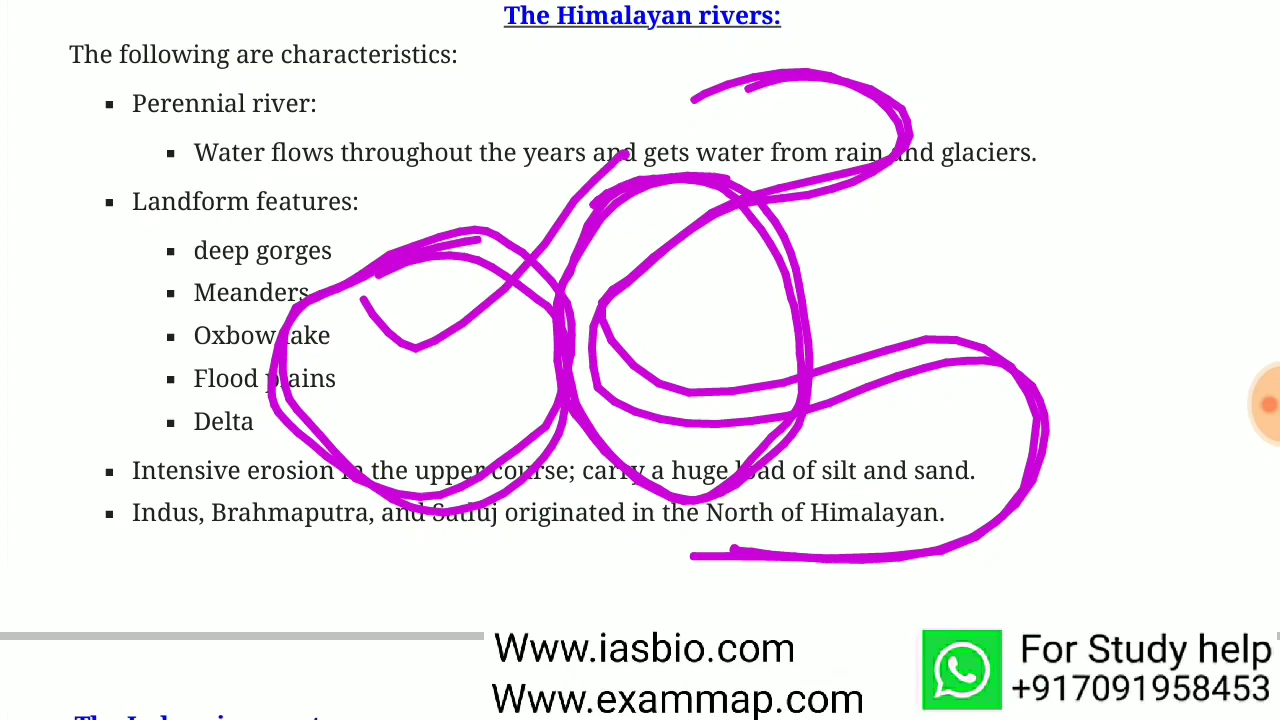 The Himalayan rivers:
The following are characteristics:
▪ Perennial river:
▪ Water flows throughout the years and gets water from rain and glaciers.
▪ Landform features:
▪ deep gorges
▪ Meanders
▪ Oxbow lake
▪ Flood plains
▪ Delta
▪ Intensive erosion in the upper course; carry a huge load of silt and sand.
▪ Indus, Brahmaputra, and Satluj originated in the North of Himalayan.
Www.iasbio.com
Www.exammap.com
For Study help
+917091958453